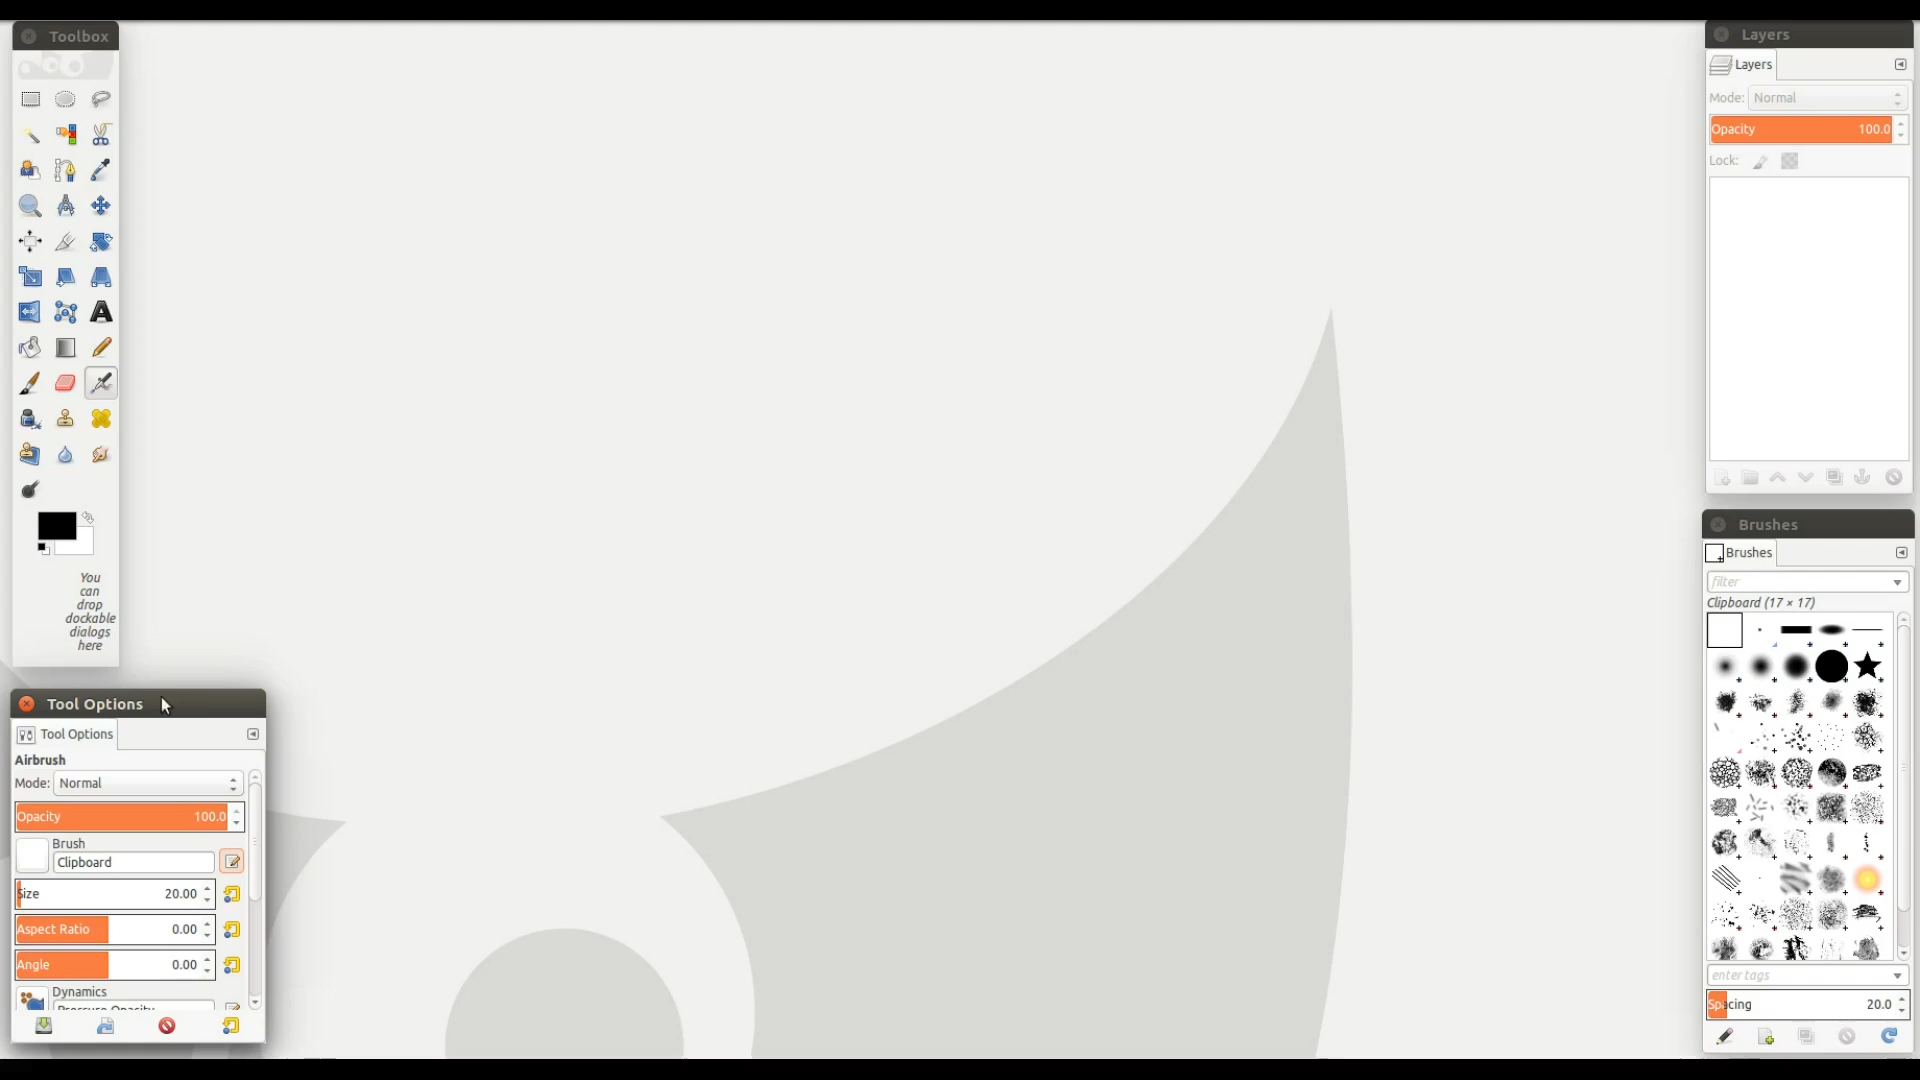 Toolbox
You
can
drop
dockable
dialogs
here
Tool Options
Tool Options
Airbrush
Mode: Normal
Opacity 100.0
Brush
Clipboard
Size 20.00
Aspect Ratio 0.00
Angle 0.00
Dynamics
Pressure Opacity
Layers
Layers
Mode: Normal
Opacity 100.0
Lock:
Brushes
Brushes
filter
Clipboard (17 × 17)
enter tags
Spacing 20.0